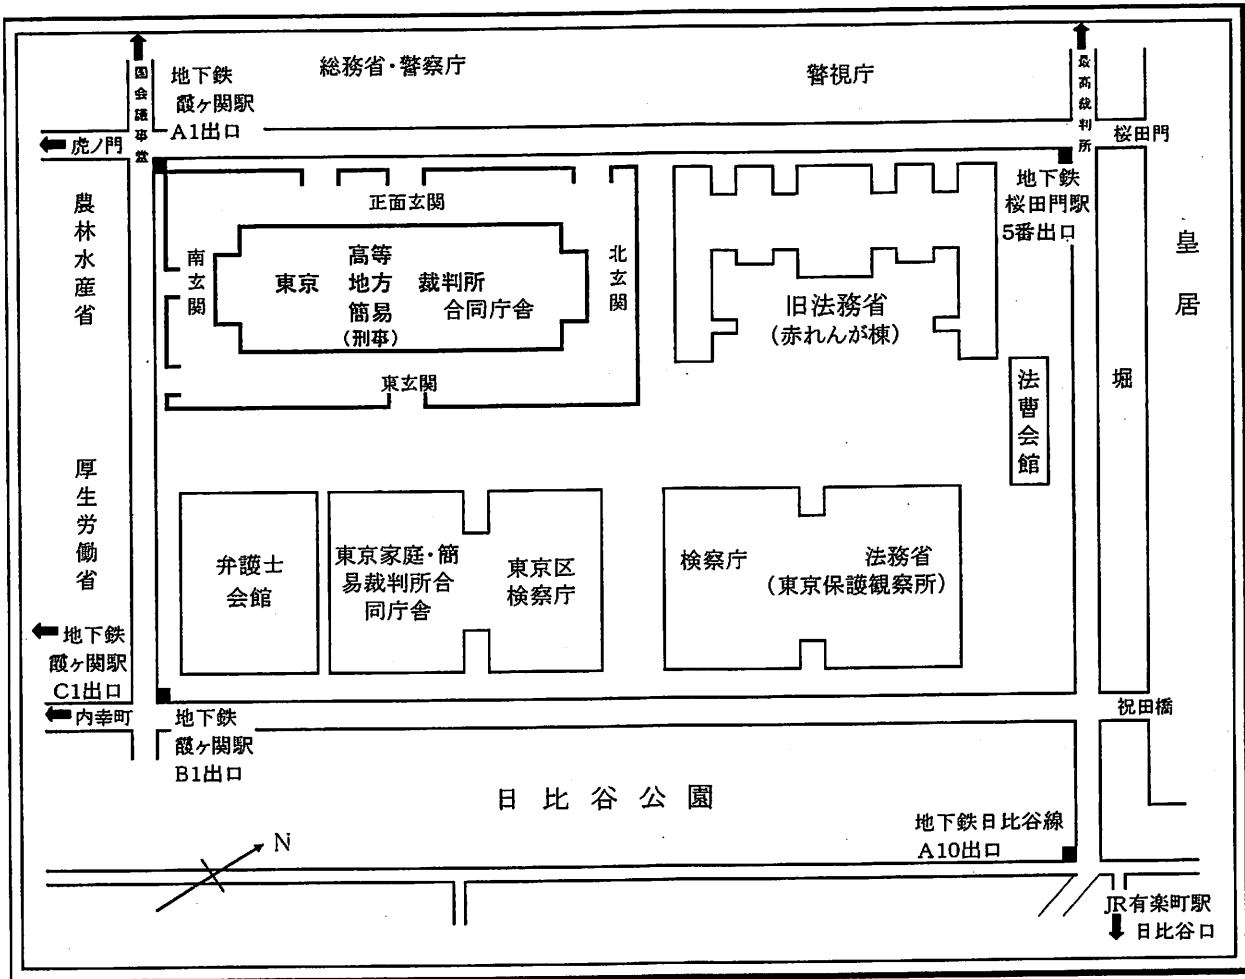 国会議事堂
地下鉄
霞ヶ関駅
A1出口
総務省・警察庁
警視庁
最高裁判所
虎ノ門
桜田門
地下鉄
桜田門駅
5番出口
正面玄関
農林水産省
南玄関
東京
高等
地方
簡易
(刑事)
裁判所
合同庁舎
北玄関
旧法務省
(赤れんが棟)
皇居
東玄関
法曹会館
堀
厚生労働省
弁護士
会館
東京家庭・簡
易裁判所合
同庁舎
東京区
検察庁
検察庁
法務省
(東京保護観察所)
地下鉄
霞ヶ関駅
C1出口
内幸町
地下鉄
霞ヶ関駅
B1出口
祝田橋
日比谷公園
地下鉄日比谷線
A10出口
N
JR有楽町駅
日比谷口